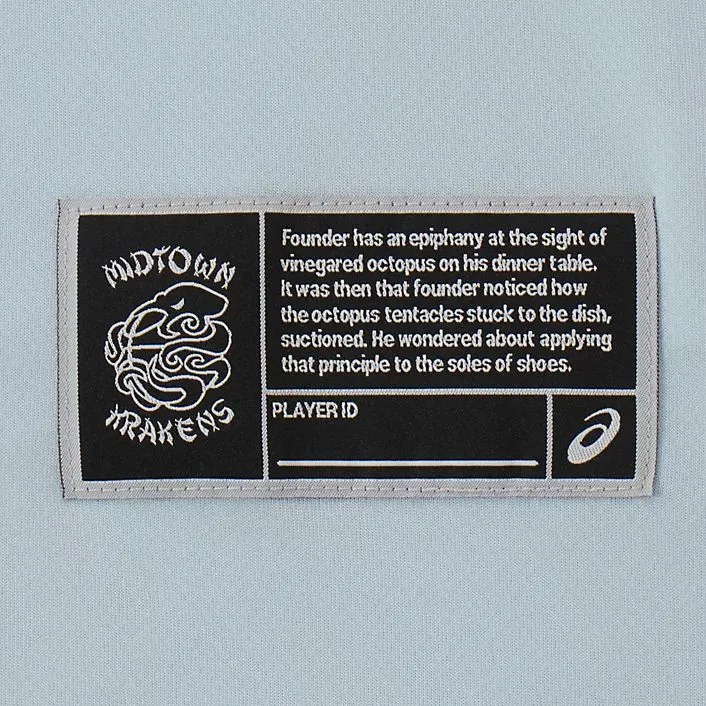 MIDTOWN
KRAKENS
Founder has an epiphany at the sight of
vinegared octopus on his dinner table.
It was then that founder noticed how
the octopus tentacles stuck to the dish,
suctioned. He wondered about applying
that principle to the soles of shoes.
PLAYER ID